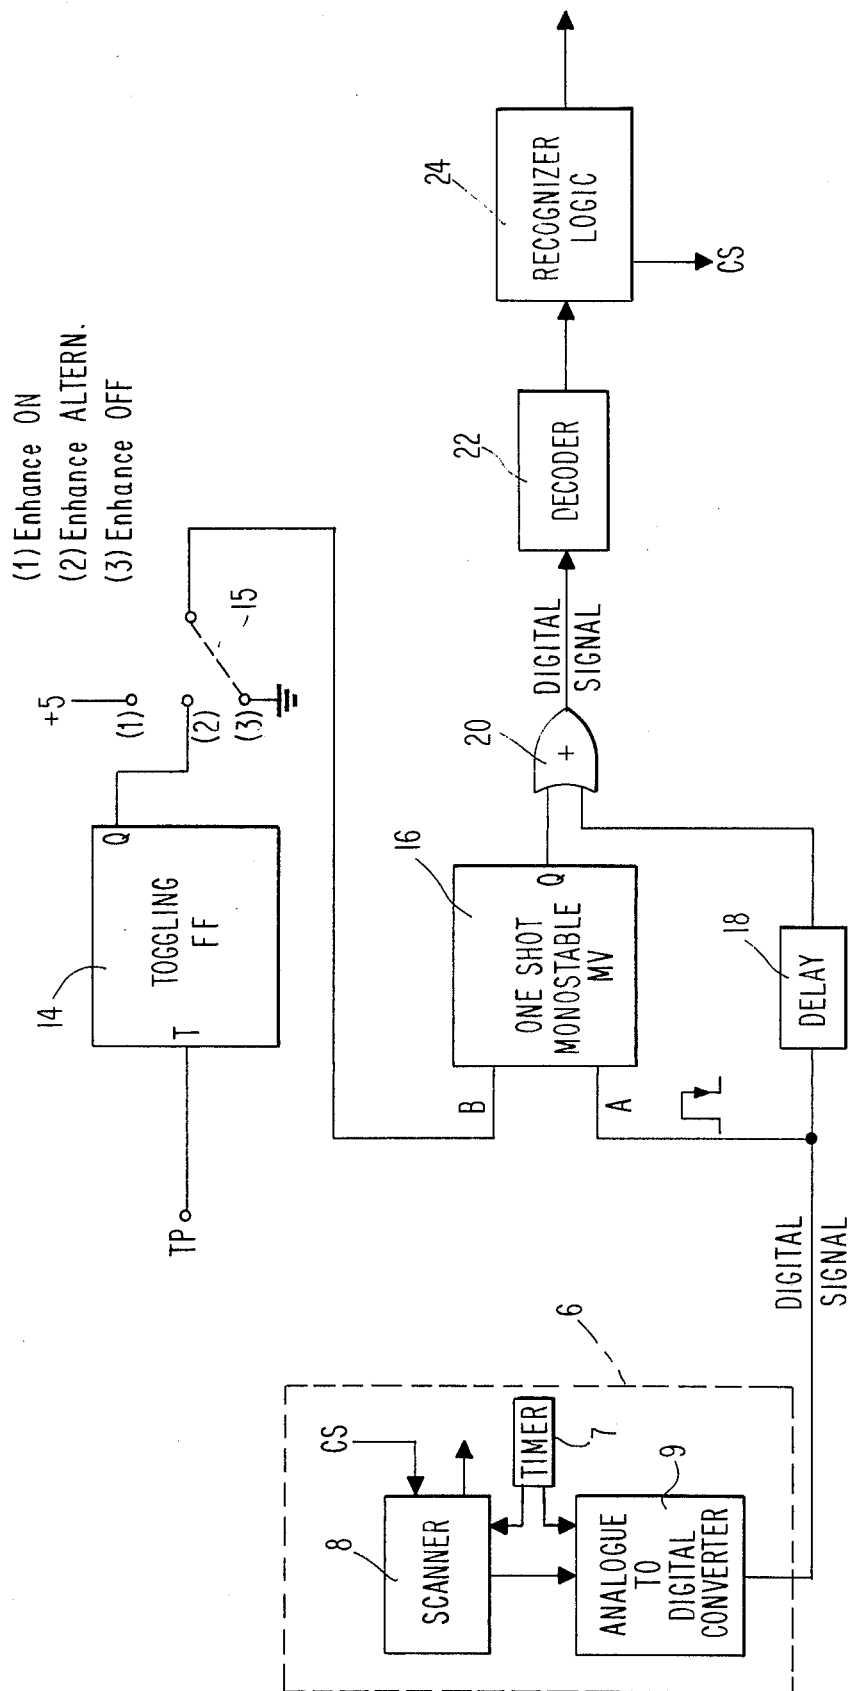 (1) Enhance ON
(2) Enhance ALTERN.
(3) Enhance OFF
14
TOGGLING
FF
T
Q
TP
+5
(1)
(2)
(3)
15
16
ONE SHOT
MONOSTABLE
MV
B
A
Q
18
DELAY
20
+
DIGITAL
SIGNAL
22
DECODER
24
RECOGNIZER
LOGIC
CS
6
CS
8
SCANNER
TIMER
7
9
ANALOGUE
TO
DIGITAL
CONVERTER
DIGITAL
SIGNAL